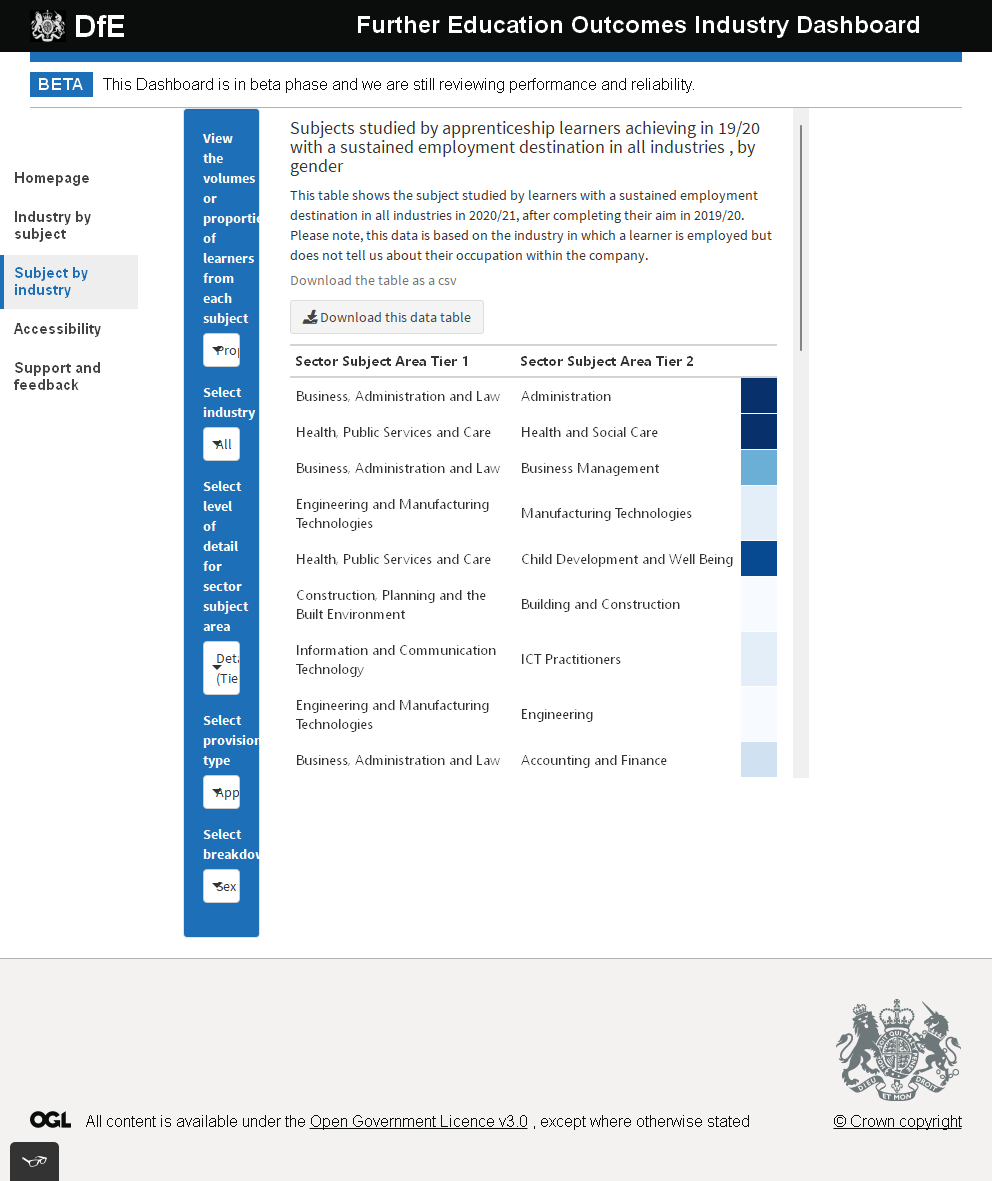 DfE
Further Education Outcomes Industry Dashboard
BETA
This Dashboard is in beta phase and we are still reviewing performance and reliability.
Homepage
Industry by
subject
Subject by
industry
Accessibility
Support and
feedback
View
the
volumes
or
proportio
of
learners
from
each
subject
Prop
Select
industry
All
Select
level
of
detail
for
sector
subject
area
Deta
(Tie
Select
provision
type
App
Select
breakdow
Sex
Subjects studied by apprenticeship learners achieving in 19/20
with a sustained employment destination in all industries , by
gender
This table shows the subject studied by learners with a sustained employment
destination in all industries in 2020/21, after completing their aim in 2019/20.
Please note, this data is based on the industry in which a learner is employed but
does not tell us about their occupation within the company.
Download the table as a csv
Download this data table
Sector Subject Area Tier 1 Sector Subject Area Tier 2
Business, Administration and Law Administration
Health, Public Services and Care Health and Social Care
Business, Administration and Law Business Management
Engineering and Manufacturing
Technologies
Manufacturing Technologies
Health, Public Services and Care Child Development and Well Being
Construction, Planning and the
Built Environment
Building and Construction
Information and Communication
Technology
ICT Practitioners
Engineering and Manufacturing
Technologies
Engineering
Business, Administration and Law Accounting and Finance
OGL
All content is available under the Open Government Licence v3.0 , except where otherwise stated
© Crown copyright